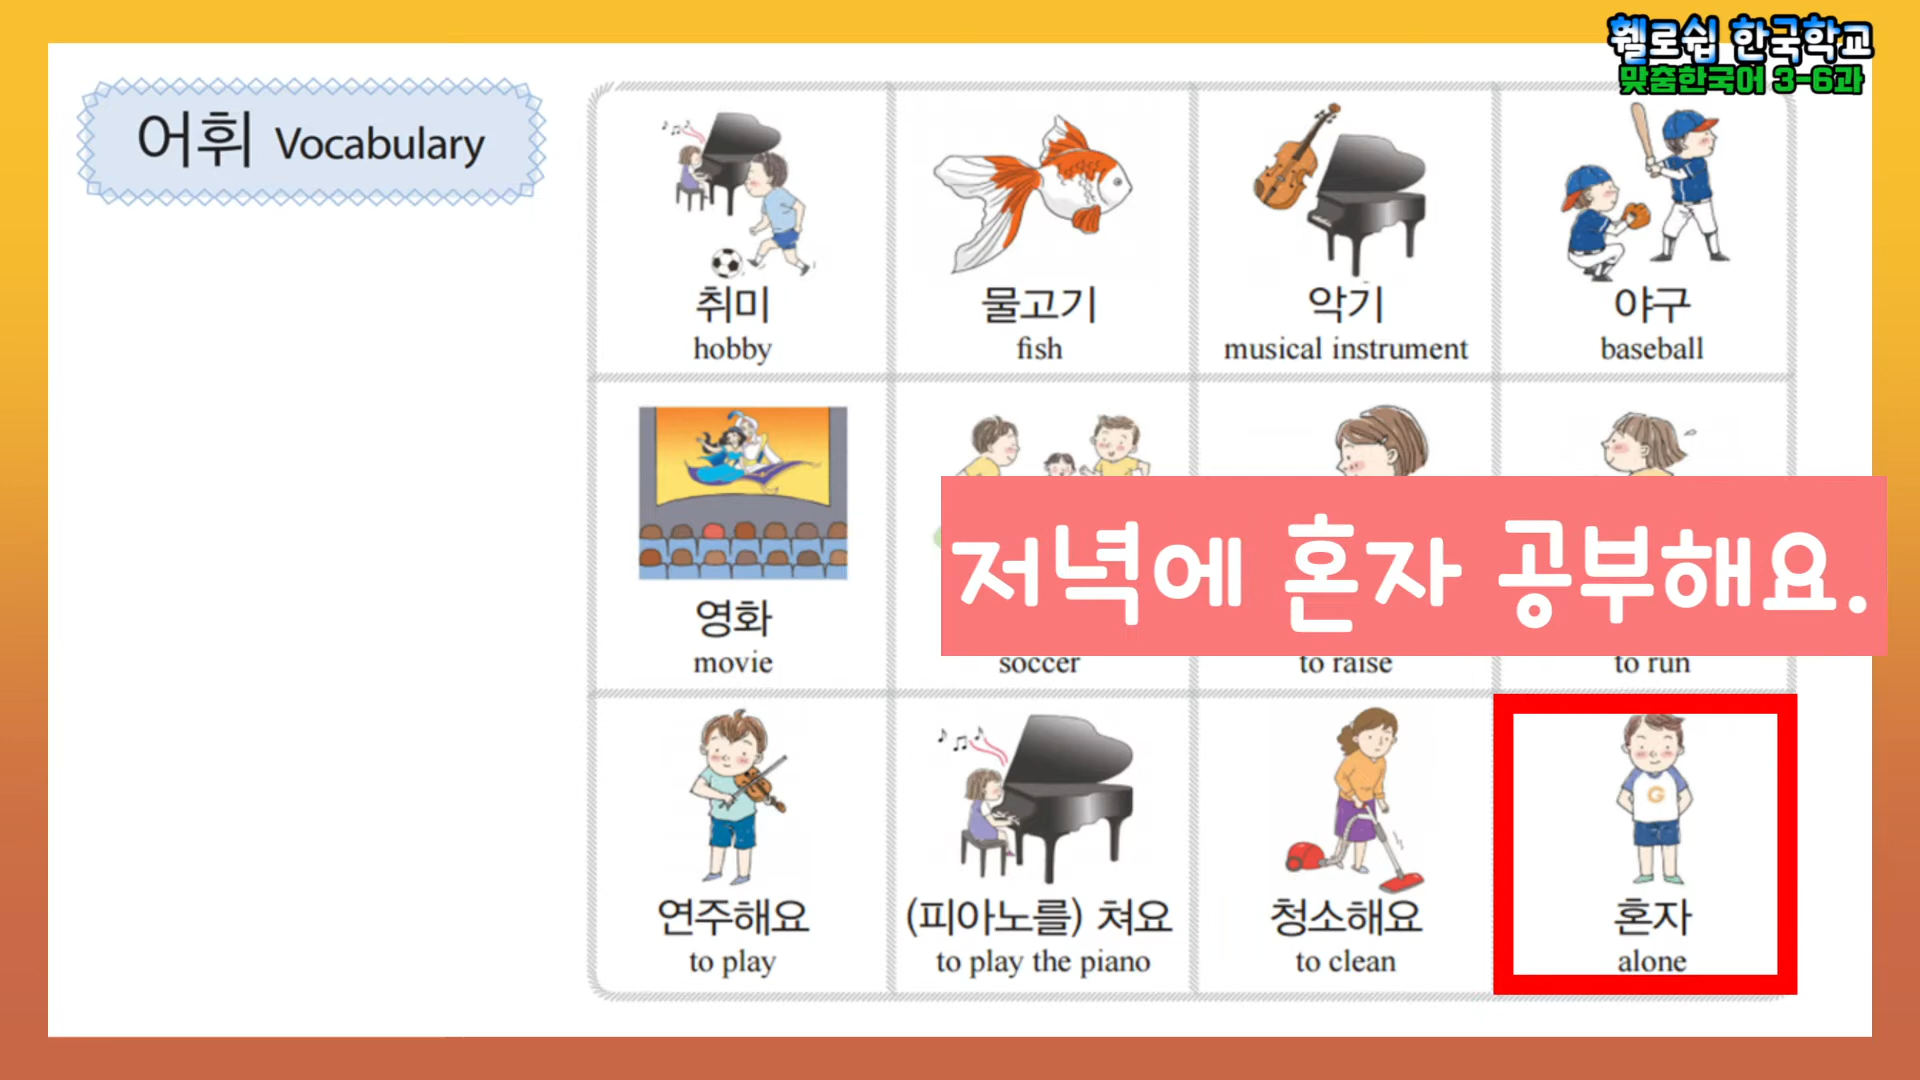 휄로쉽 한국학교
맞춤한국어 3-6과
어휘 Vocabulary
취미
hobby
물고기
fish
악기
musical instrument
야구
baseball
영화
movie
저녁에 혼자 공부해요.
soccer
to raise
to run
연주해요
to play
(피아노를) 쳐요
to play the piano
청소해요
to clean
G
혼자
alone